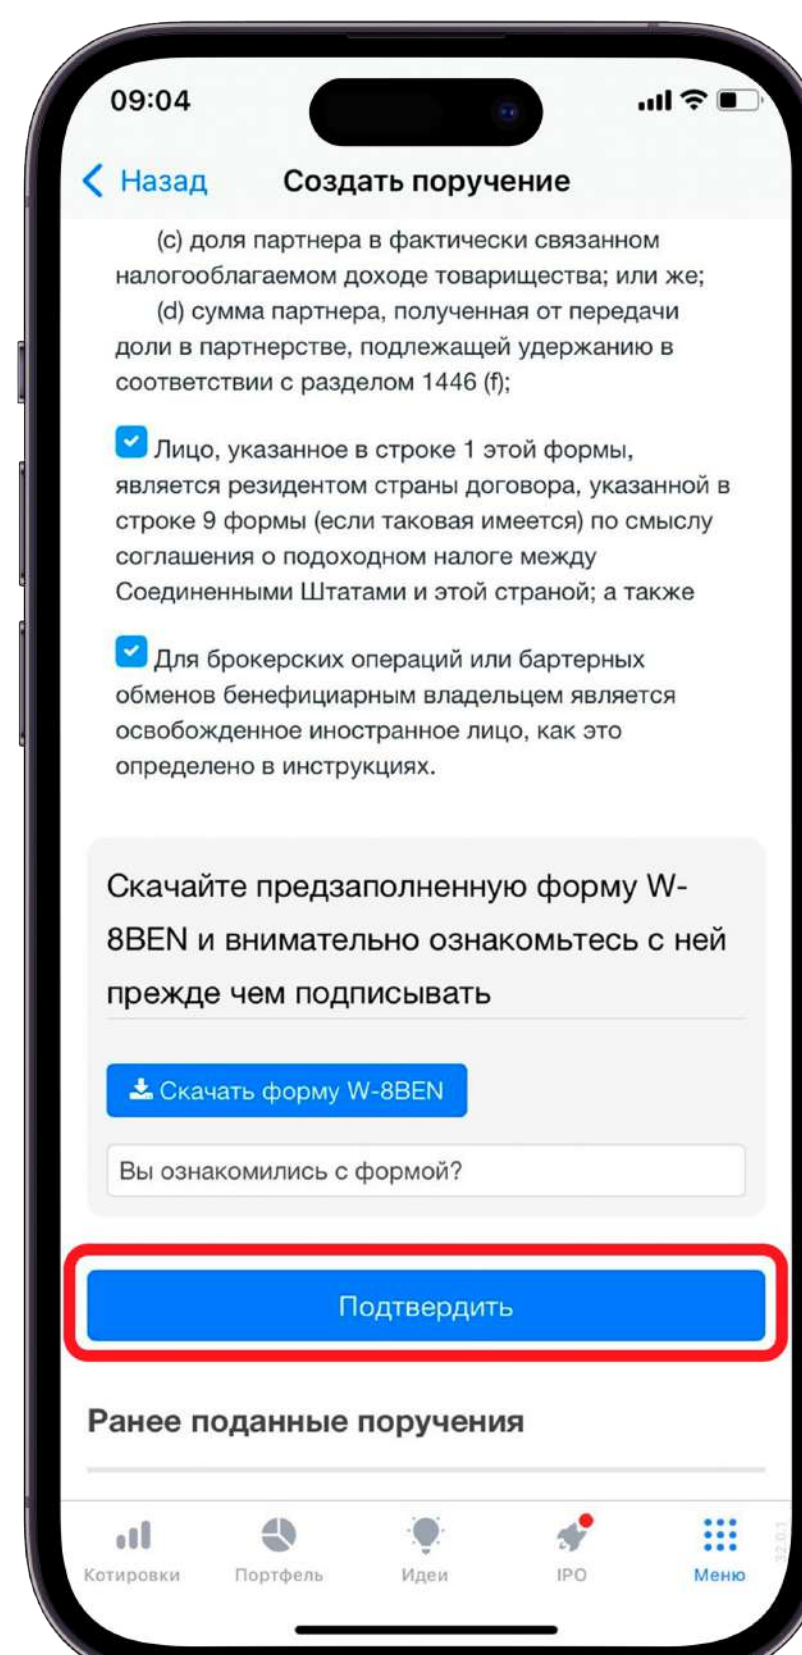 09:04
Назад
Создать поручение
(c) доля партнера в фактически связанном
налогооблагаемом доходе товарищества; или же;
(d) сумма партнера, полученная от передачи
доли в партнерстве, подлежащей удержанию в
соответствии с разделом 1446 (f);
Лицо, указанное в строке 1 этой формы,
является резидентом страны договора, указанной в
строке 9 формы (если таковая имеется) по смыслу
соглашения о подоходном налоге между
Соединенными Штатами и этой страной; а также
Для брокерских операций или бартерных
обменов бенефициарным владельцем является
освобожденное иностранное лицо, как это
определено в инструкциях.
Скачайте предзаполненную форму W-
8BEN и внимательно ознакомьтесь с ней
прежде чем подписывать
Скачать форму W-8BEN
Вы ознакомились с формой?
Подтвердить
Ранее поданные поручения
Котировки
Портфель
Идеи
IPO
Меню
32.0.1